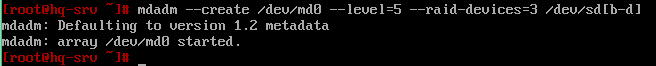 [root@hq-srv ~]# mdadm --create /dev/md0 --level=5 --raid-devices=3 /dev/sd[b-d]
mdadm: Defaulting to version 1.2 metadata
mdadm: array /dev/md0 started.
[root@hq-srv ~]#